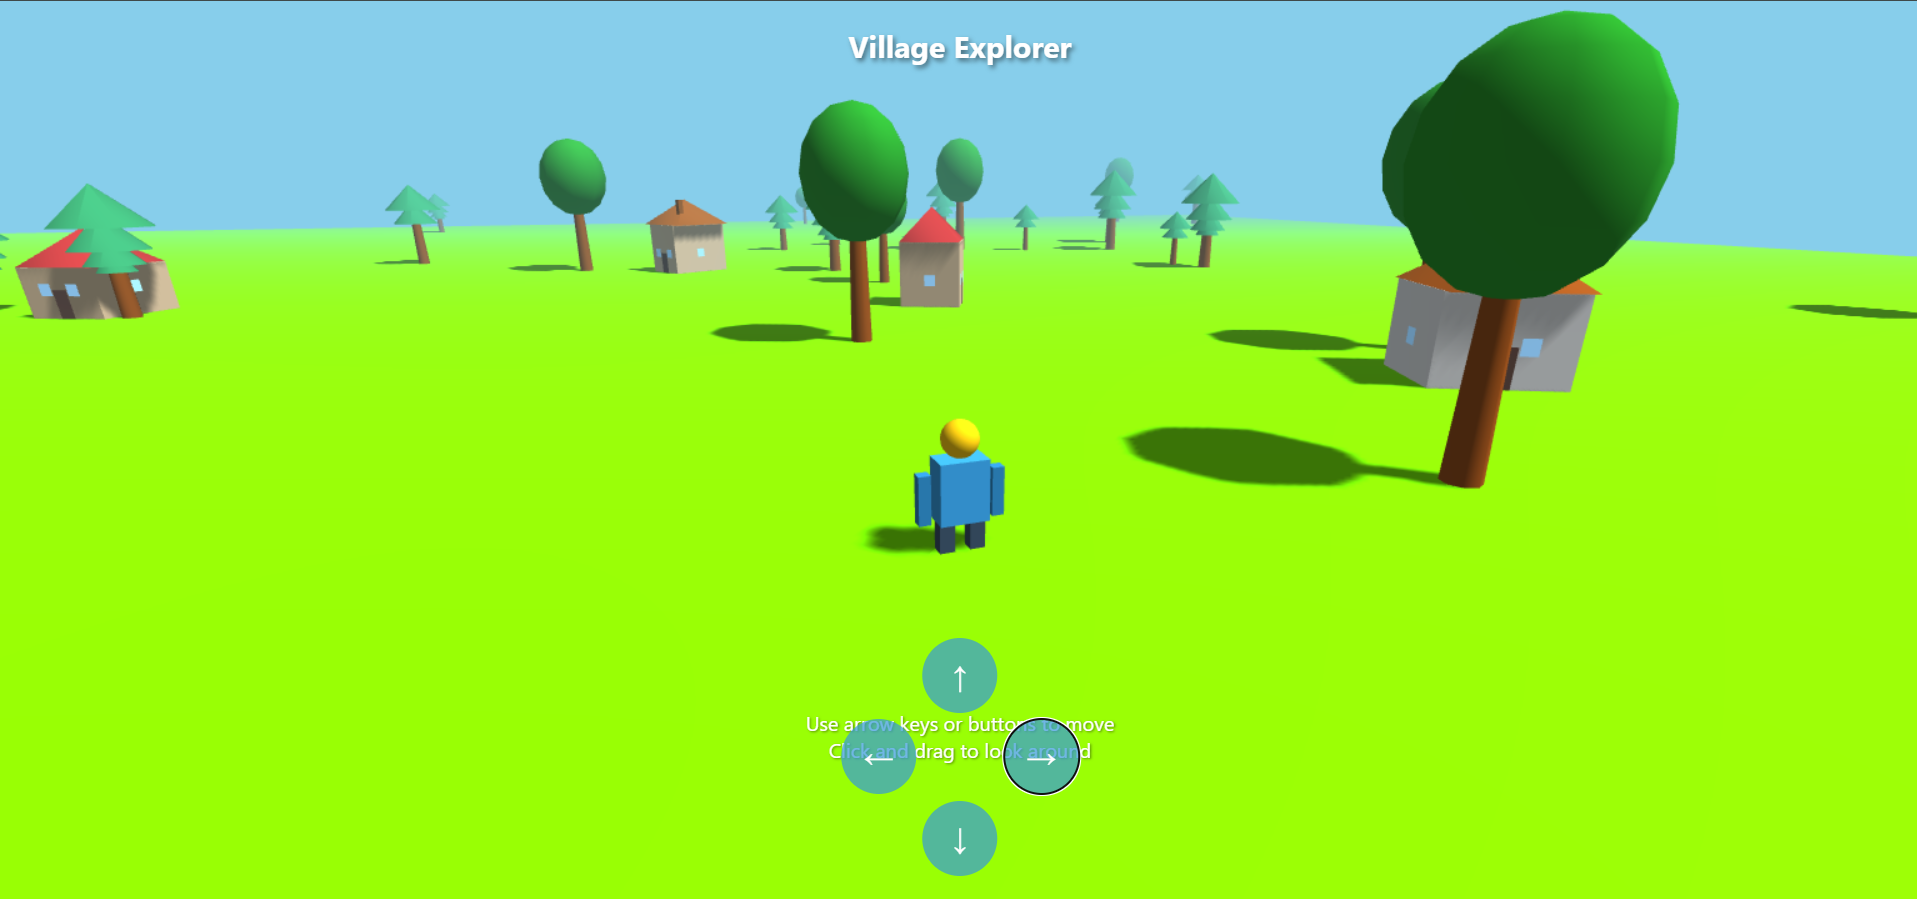 Village Explorer
↑
Use arrow keys or buttons to move
Click and drag to look around
← →
↓